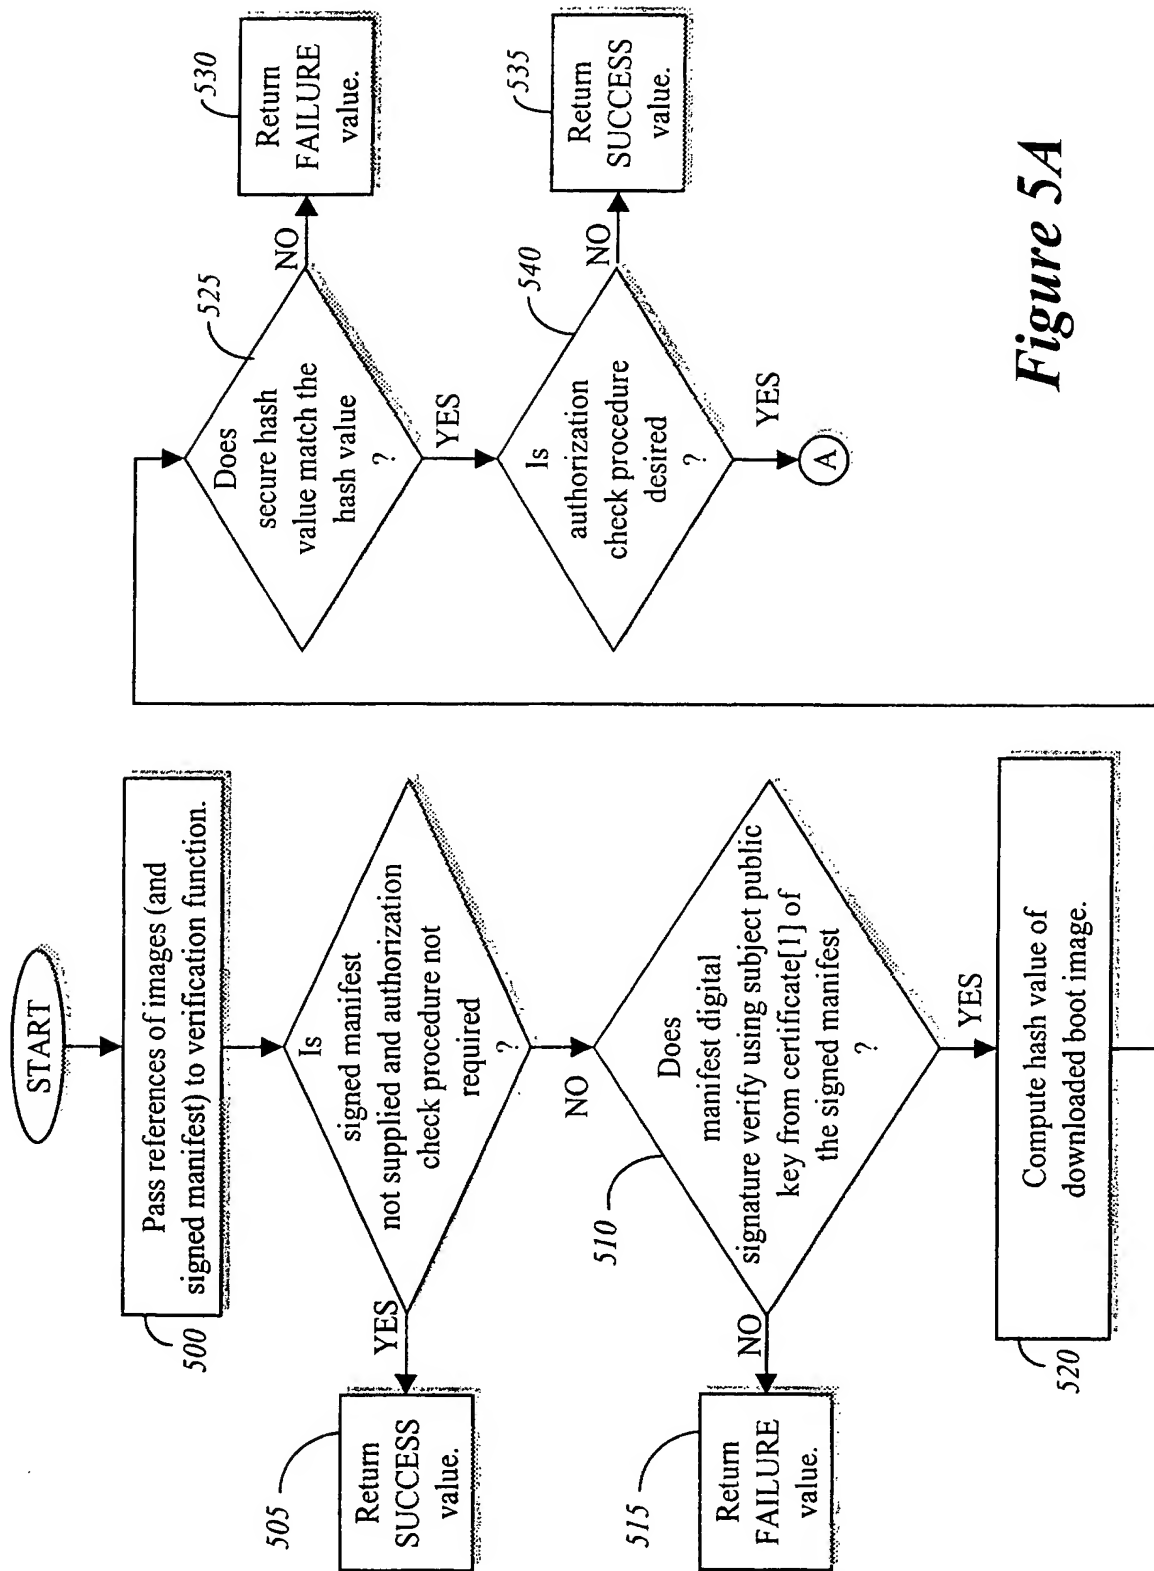 START
Pass references of images (and
signed manifest) to verification function.
500
Is
signed manifest
not supplied and authorization
check procedure not
required
?
YES
Return
SUCCESS
value.
505
NO
Does
manifest digital
signature verify using subject public
key from certificate[1] of
the signed manifest
?
510
NO
Return
FAILURE
value.
515
YES
Compute hash value of
downloaded boot image.
520
Does
secure hash
value match the
hash value
?
525
NO
Return
FAILURE
value.
530
YES
Is
authorization
check procedure
desired
?
540
NO
Return
SUCCESS
value.
535
YES
A
Figure 5A